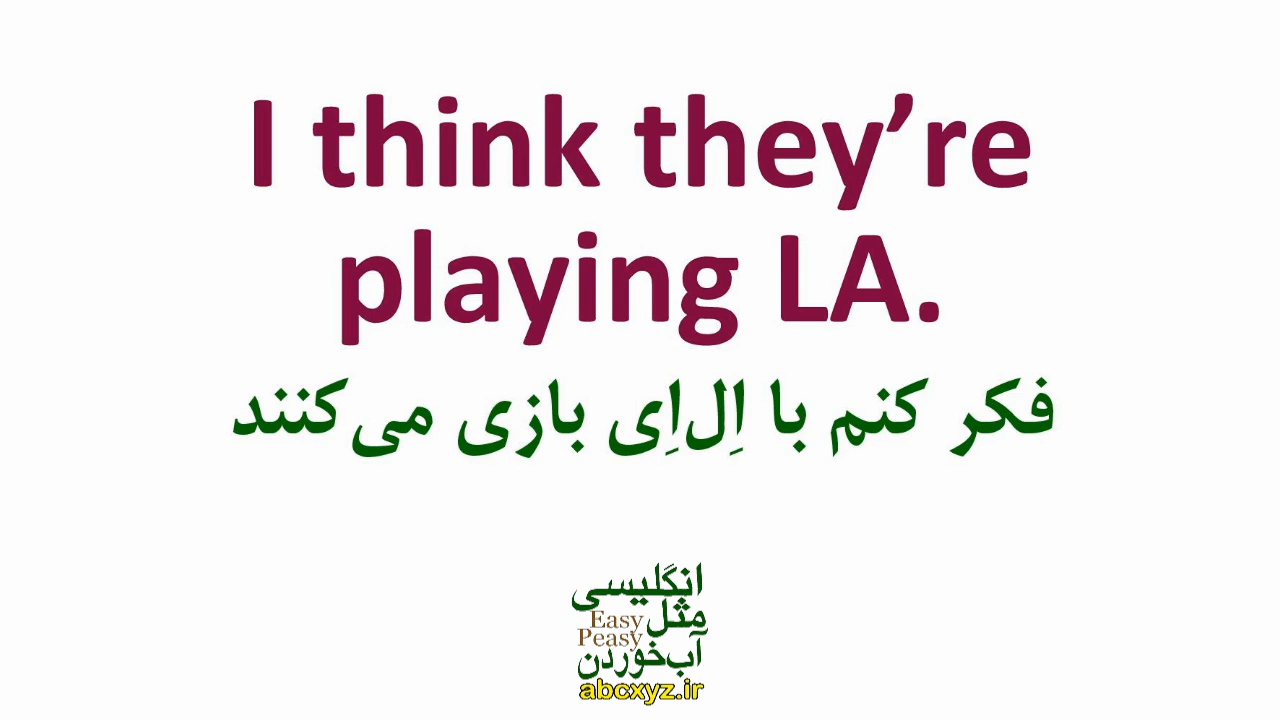 I think they’re
playing LA.
فکر کنم با اِل‌اِی بازی می‌کنند
انگلیسی
مثل Easy
Peasy
آب‌خوردن
abcxyz.ir